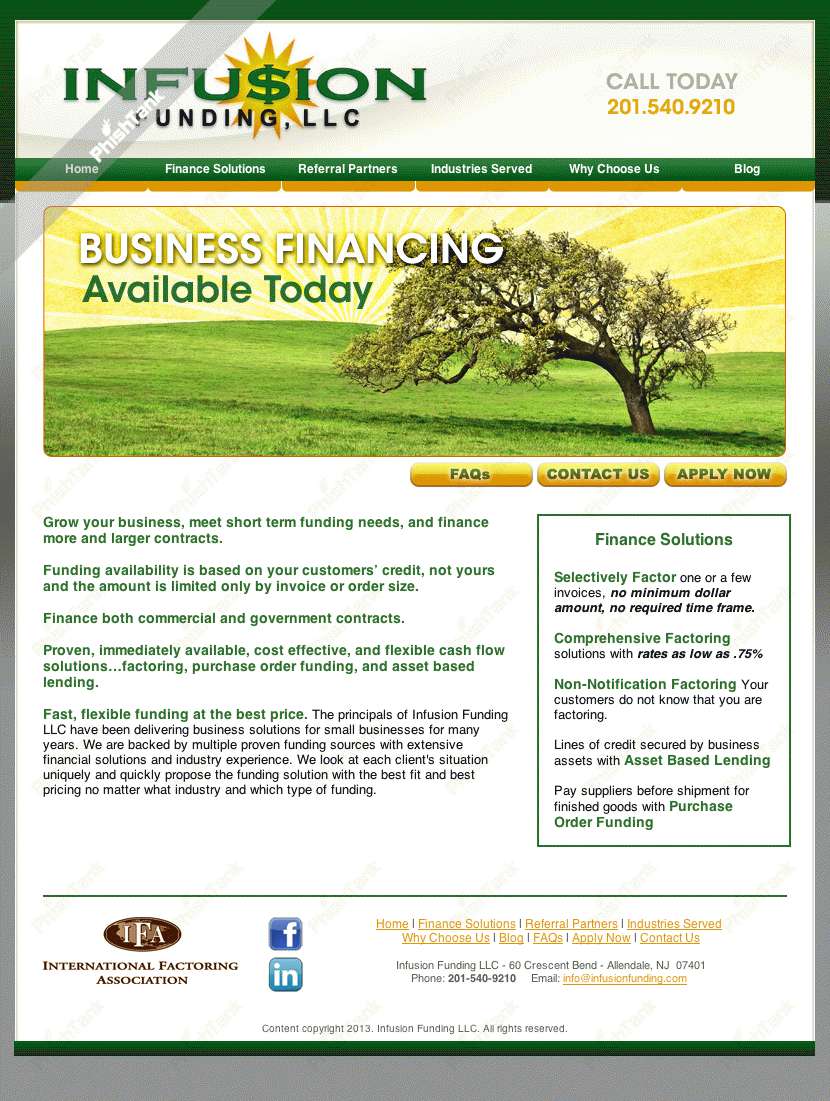 INFU$ION
FUNDING, LLC
CALL TODAY
201.540.9210
PhishTank
Home
Finance Solutions
Referral Partners
Industries Served
Why Choose Us
Blog
BUSINESS FINANCING
Available Today
FAQs
CONTACT US
APPLY NOW
Grow your business, meet short term funding needs, and finance
more and larger contracts.
Funding availability is based on your customers’ credit, not yours
and the amount is limited only by invoice or order size.
Finance both commercial and government contracts.
Proven, immediately available, cost effective, and flexible cash flow
solutions…factoring, purchase order funding, and asset based
lending.
Fast, flexible funding at the best price. The principals of Infusion Funding
LLC have been delivering business solutions for small businesses for many
years. We are backed by multiple proven funding sources with extensive
financial solutions and industry experience. We look at each client's situation
uniquely and quickly propose the funding solution with the best fit and best
pricing no matter what industry and which type of funding.
Finance Solutions
Selectively Factor one or a few
invoices, no minimum dollar
amount, no required time frame.
Comprehensive Factoring
solutions with rates as low as .75%
Non-Notification Factoring Your
customers do not know that you are
factoring.
Lines of credit secured by business
assets with Asset Based Lending
Pay suppliers before shipment for
finished goods with Purchase
Order Funding
IFA
INTERNATIONAL FACTORING
ASSOCIATION
f
in
Home | Finance Solutions | Referral Partners | Industries Served
Why Choose Us | Blog | FAQs | Apply Now | Contact Us
Infusion Funding LLC - 60 Crescent Bend - Allendale, NJ 07401
Phone: 201-540-9210 Email: info@infusionfunding.com
Content copyright 2013. Infusion Funding LLC. All rights reserved.